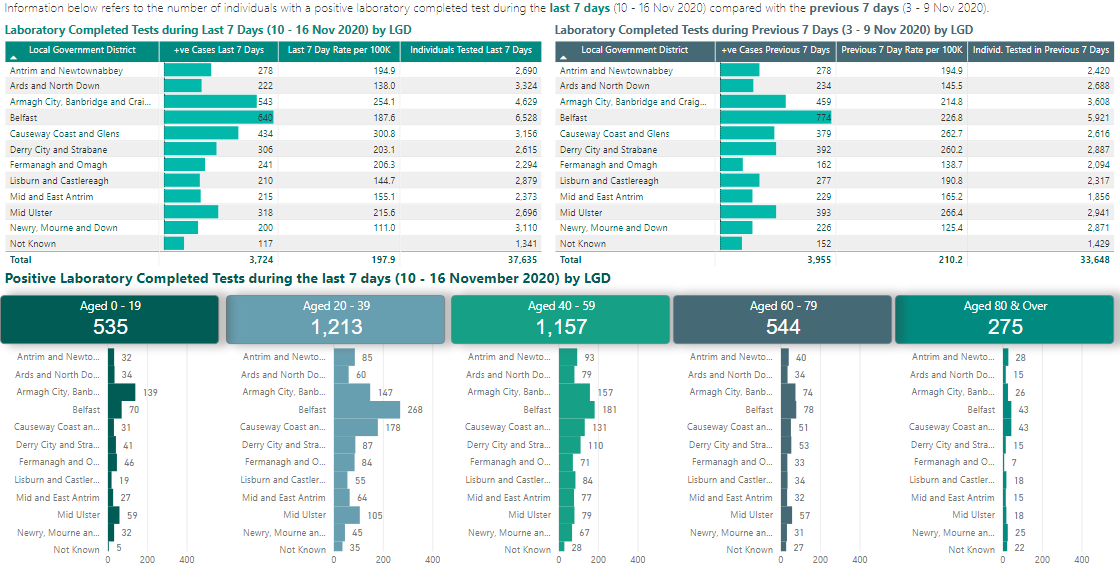 Information below refers to the number of individuals with a positive laboratory completed test during the last 7 days (10 - 16 Nov 2020) compared with the previous 7 days (3 - 9 Nov 2020).
Laboratory Completed Tests during Last 7 Days (10 - 16 Nov 2020) by LGD
Local Government District +ve Cases Last 7 Days Last 7 Day Rate per 100K Individuals Tested Last 7 Days
Antrim and Newtownabbey 278 194.9 2,690
Ards and North Down 222 138.0 3,324
Armagh City, Banbridge and Crai... 543 254.1 4,629
Belfast 640 187.6 6,528
Causeway Coast and Glens 434 300.8 3,156
Derry City and Strabane 306 203.1 2,615
Fermanagh and Omagh 241 206.3 2,294
Lisburn and Castlereagh 210 144.7 2,879
Mid and East Antrim 215 155.1 2,373
Mid Ulster 318 215.6 2,696
Newry, Mourne and Down 200 111.0 3,110
Not Known 117 1,341
Total 3,724 197.9 37,635
Laboratory Completed Tests during Previous 7 Days (3 - 9 Nov 2020) by LGD
Local Government District +ve Cases Previous 7 Days Previous 7 Day Rate per 100K Individ. Tested in Previous 7 Days
Antrim and Newtownabbey 278 194.9 2,420
Ards and North Down 234 145.5 2,688
Armagh City, Banbridge and Craig... 459 214.8 3,608
Belfast 774 226.8 5,921
Causeway Coast and Glens 379 262.7 2,616
Derry City and Strabane 392 260.2 2,887
Fermanagh and Omagh 162 138.7 2,094
Lisburn and Castlereagh 277 190.8 2,317
Mid and East Antrim 229 165.2 1,856
Mid Ulster 393 266.4 2,941
Newry, Mourne and Down 226 125.4 2,871
Not Known 152 1,429
Total 3,955 210.2 33,648
Positive Laboratory Completed Tests during the last 7 days (10 - 16 November 2020) by LGD
Aged 0 - 19
535
Antrim and Newto... 32
Ards and North Do... 34
Armagh City, Banb... 139
Belfast 70
Causeway Coast an... 31
Derry City and Stra... 41
Fermanagh and O... 46
Lisburn and Castler... 19
Mid and East Antrim 27
Mid Ulster 59
Newry, Mourne an... 32
Not Known 5
0 200 400
Aged 20 - 39
1,213
Antrim and Newto... 85
Ards and North Do... 60
Armagh City, Banb... 147
Belfast 268
Causeway Coast an... 178
Derry City and Stra... 87
Fermanagh and O... 84
Lisburn and Castler... 55
Mid and East Antrim 64
Mid Ulster 105
Newry, Mourne an... 45
Not Known 35
0 200 400
Aged 40 - 59
1,157
Antrim and Newto... 93
Ards and North Do... 79
Armagh City, Banb... 157
Belfast 181
Causeway Coast an... 131
Derry City and Stra... 110
Fermanagh and O... 71
Lisburn and Castler... 84
Mid and East Antrim 77
Mid Ulster 79
Newry, Mourne an... 67
Not Known 28
0 200 400
Aged 60 - 79
544
Antrim and Newto... 40
Ards and North Do... 34
Armagh City, Banb... 74
Belfast 78
Causeway Coast an... 51
Derry City and Stra... 53
Fermanagh and O... 33
Lisburn and Castler... 34
Mid and East Antrim 32
Mid Ulster 57
Newry, Mourne an... 31
Not Known 27
0 200 400
Aged 80 & Over
275
Antrim and Newto... 28
Ards and North Do... 15
Armagh City, Banb... 26
Belfast 43
Causeway Coast an... 43
Derry City and Stra... 15
Fermanagh and O... 7
Lisburn and Castler... 18
Mid and East Antrim 15
Mid Ulster 18
Newry, Mourne an... 25
Not Known 22
0 200 400